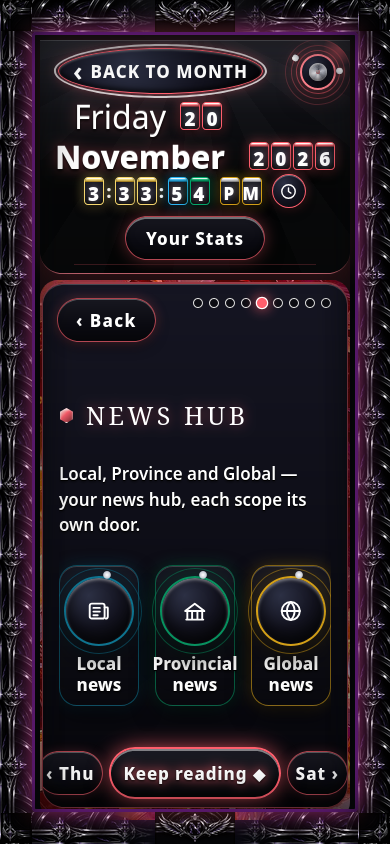 ‹ BACK TO MONTH
Friday 20
November 2026
3:33:54 PM
Your Stats
‹ Back
NEWS HUB
Local, Province and Global —
your news hub, each scope its
own door.
Local news
Provincial news
Global news
‹ Thu
Keep reading ◆
Sat ›